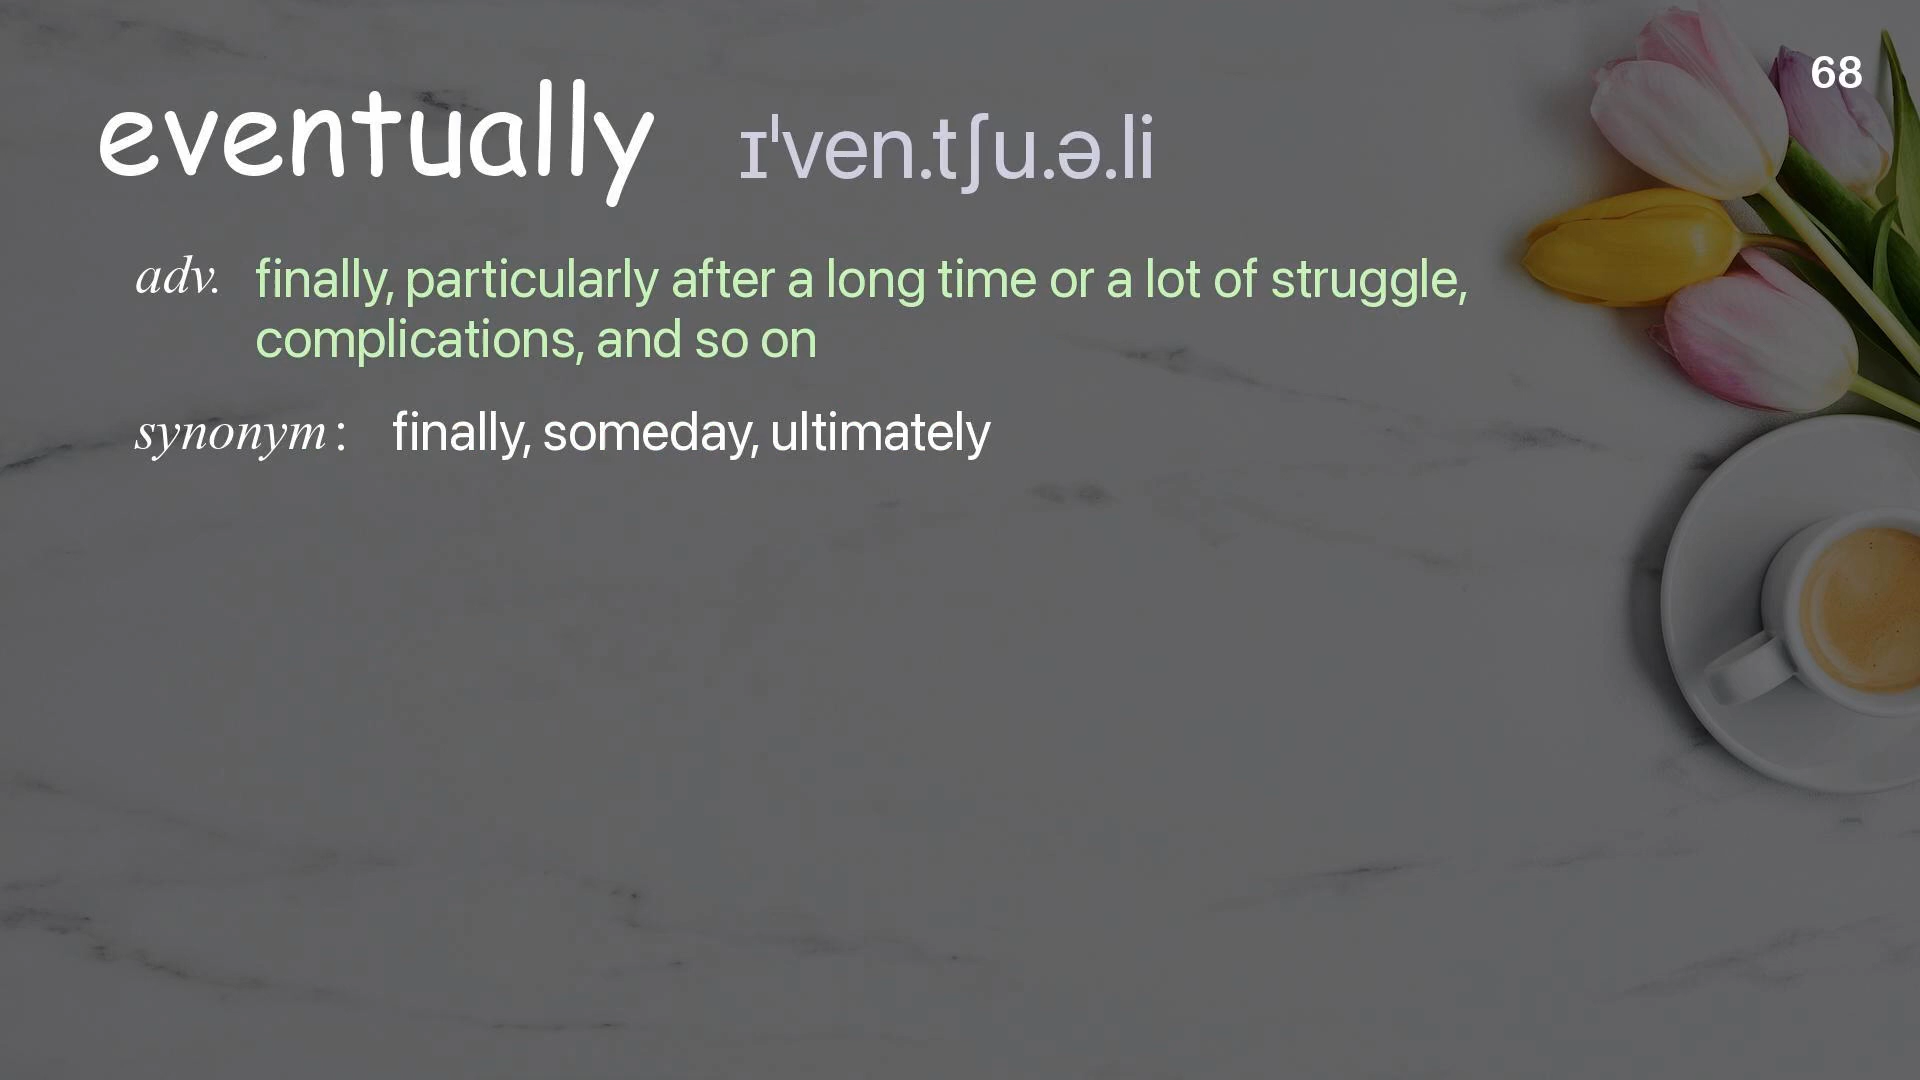 68
eventually ɪˈven.tʃu.ə.li
adv. finally, particularly after a long time or a lot of struggle,
complications, and so on
synonym : finally, someday, ultimately